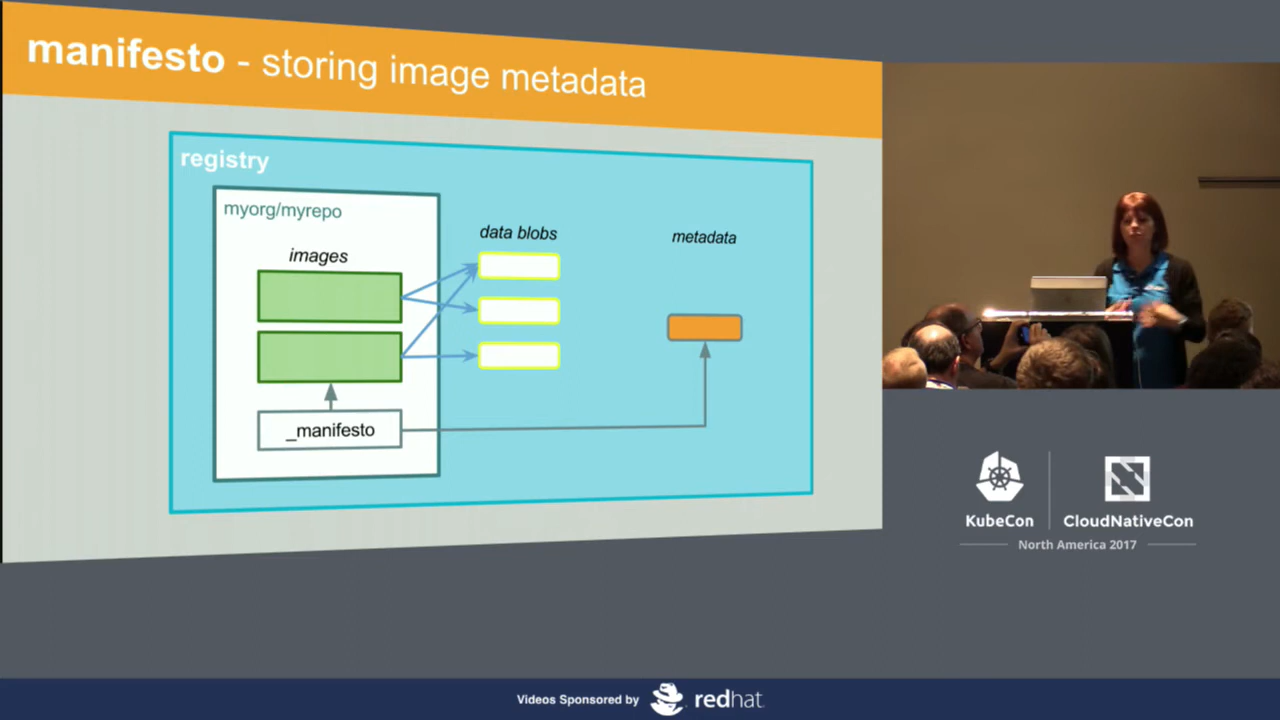 manifesto - storing image metadata
registry
myorg/myrepo
images
data blobs
metadata
_manifesto
KubeCon
CloudNativeCon
North America 2017
Videos Sponsored by
redhat.